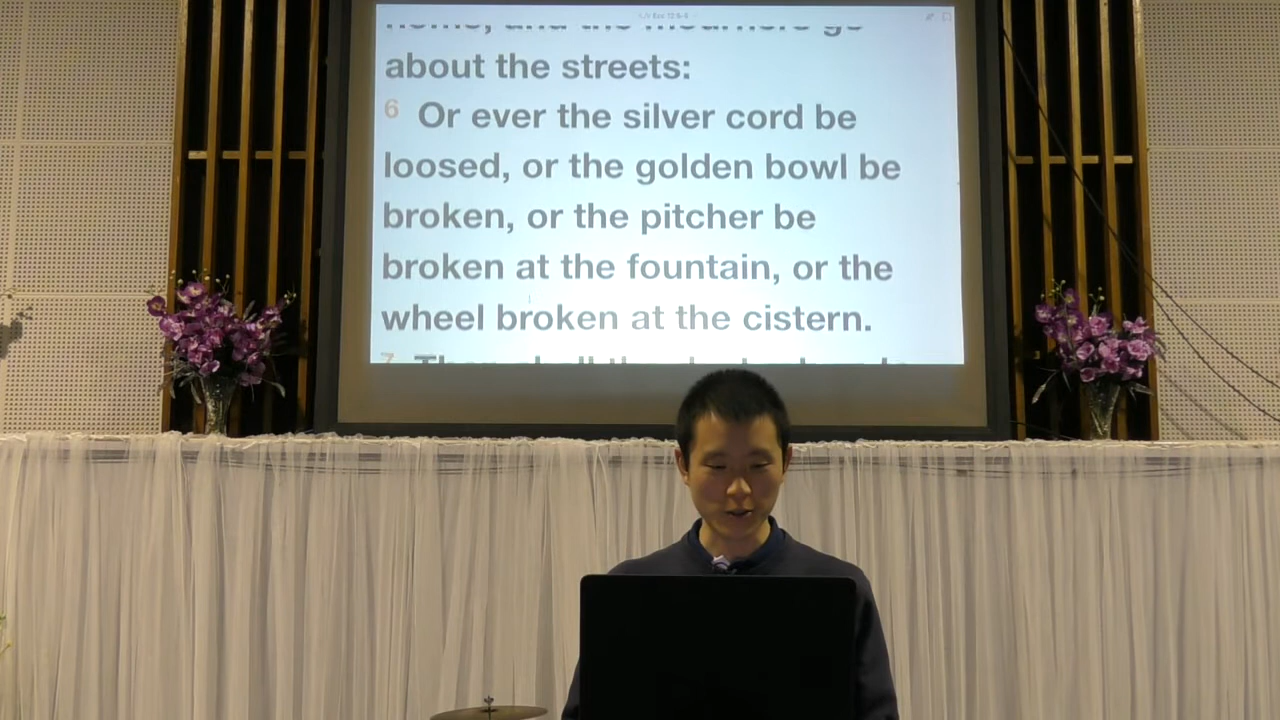 about the streets:
6 Or ever the silver cord be
loosed, or the golden bowl be
broken, or the pitcher be
broken at the fountain, or the
wheel broken at the cistern.